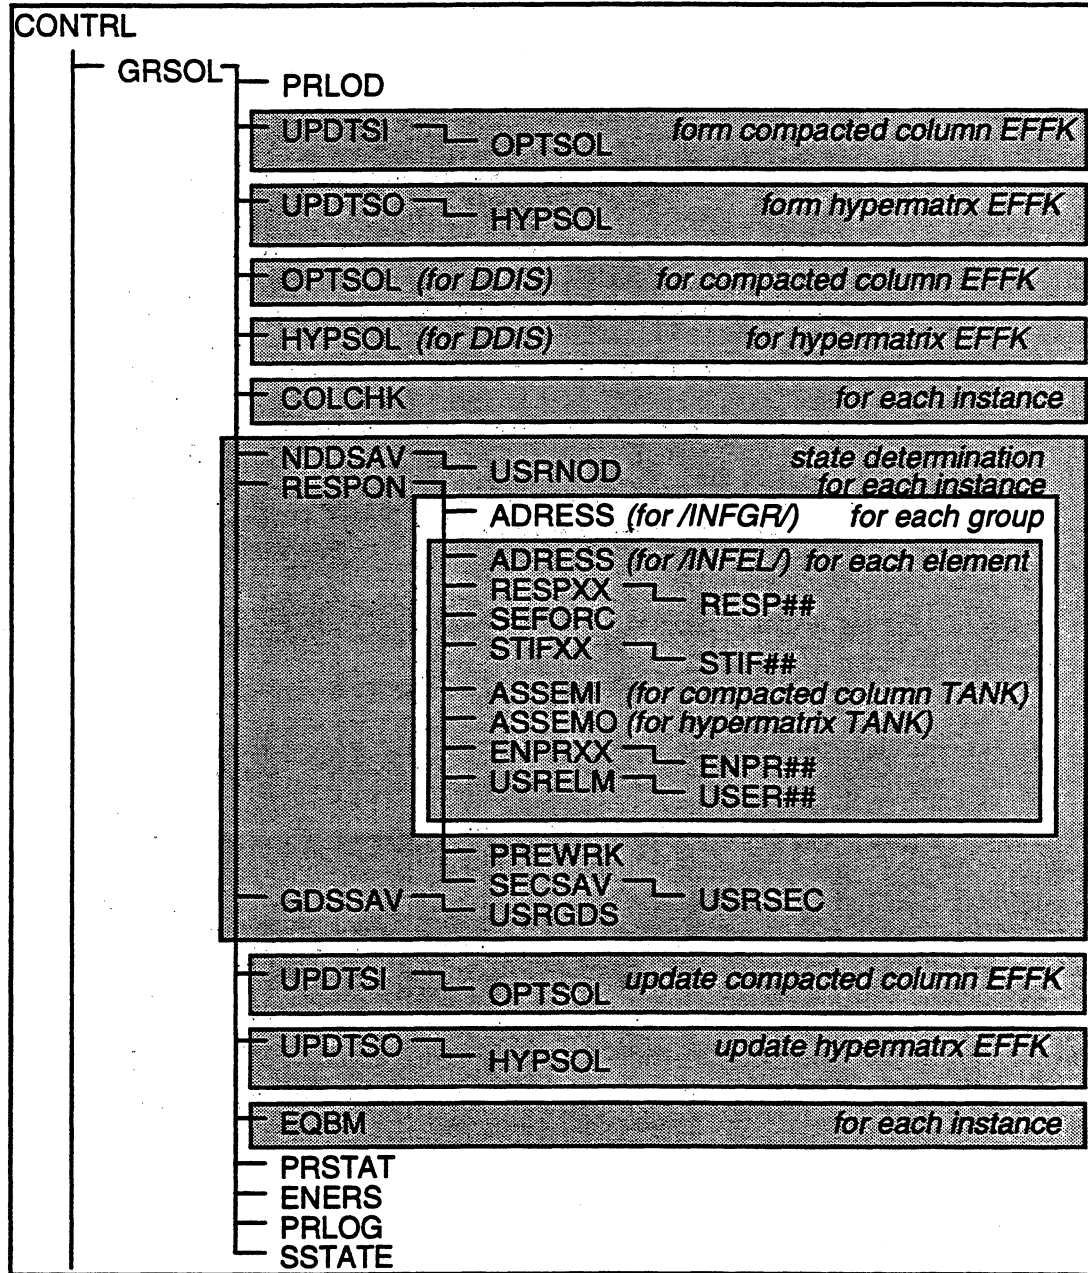 CONTRL
GRSOL
PRLOD
UPDTSI OPTSOL form compacted column EFFK
UPDTSO HYPSOL form hypermatrx EFFK
OPTSOL (for DDIS) for compacted column EFFK
HYPSOL (for DDIS) for hypermatrix EFFK
COLCHK for each instance
NDDSAV USRNOD state determination
RESPON for each instance
ADRESS (for /INFGR/) for each group
ADRESS (for /INFEL/) for each element
RESPXX RESP##
SEFORC
STIFXX STIF##
ASSEMI (for compacted column TANK)
ASSEMO (for hypermatrix TANK)
ENPRXX ENPR##
USRELM USER##
PREWRK
SECSAV USRSEC
GDSSAV USRGDS
UPDTSI OPTSOL update compacted column EFFK
UPDTSO HYPSOL update hypermatrx EFFK
EQBM for each instance
PRSTAT
ENERS
PRLOG
SSTATE